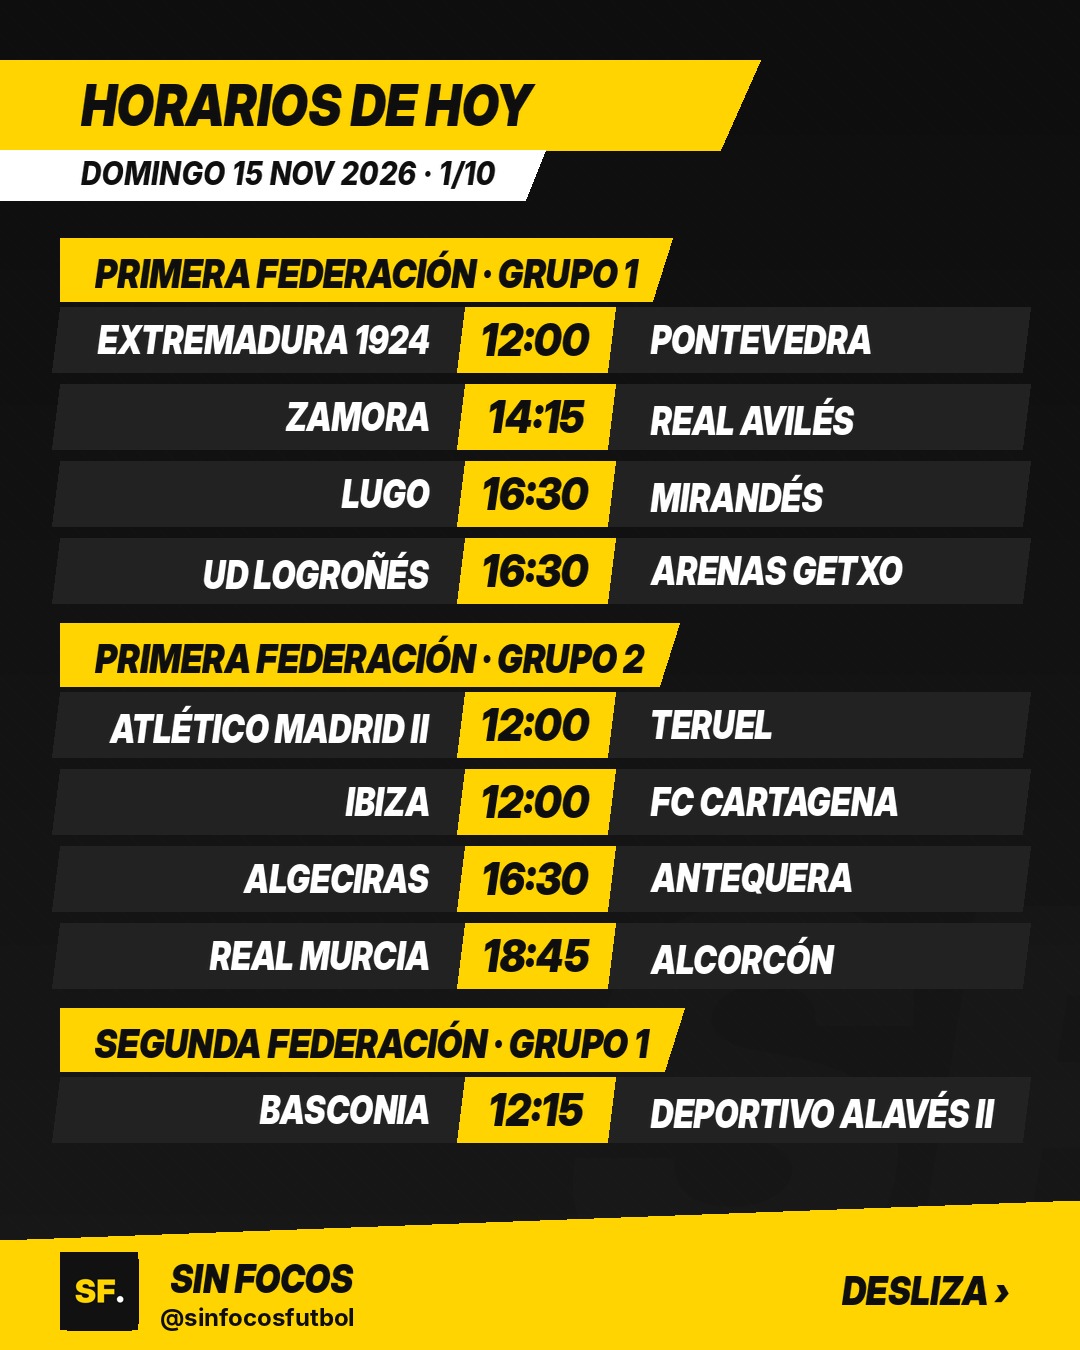 HORARIOS DE HOY
DOMINGO 15 NOV 2026 · 1/10
PRIMERA FEDERACIÓN · GRUPO 1
EXTREMADURA 1924 12:00 PONTEVEDRA
ZAMORA 14:15 REAL AVILÉS
LUGO 16:30 MIRANDÉS
UD LOGROÑÉS 16:30 ARENAS GETXO
PRIMERA FEDERACIÓN · GRUPO 2
ATLÉTICO MADRID II 12:00 TERUEL
IBIZA 12:00 FC CARTAGENA
ALGECIRAS 16:30 ANTEQUERA
REAL MURCIA 18:45 ALCORCÓN
SEGUNDA FEDERACIÓN · GRUPO 1
BASCONIA 12:15 DEPORTIVO ALAVÉS II
SF.
SIN FOCOS
@sinfocosfutbol
DESLIZA ›